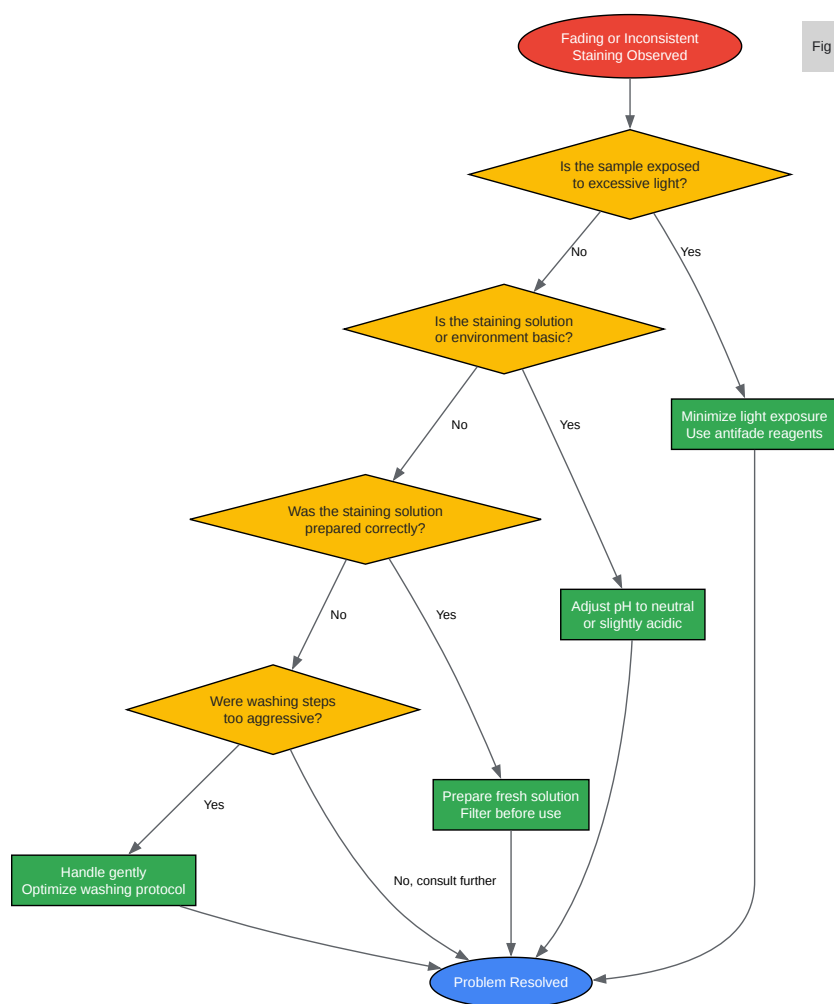 Fading or Inconsistent
Staining Observed
Fig
Is the sample exposed
to excessive light?
No
Yes
Is the staining solution
or environment basic?
Minimize light exposure
Use antifade reagents
No
Yes
Was the staining solution
prepared correctly?
Adjust pH to neutral
or slightly acidic
No
Yes
Were washing steps
too aggressive?
Prepare fresh solution
Filter before use
Yes
Handle gently
Optimize washing protocol
No, consult further
Problem Resolved